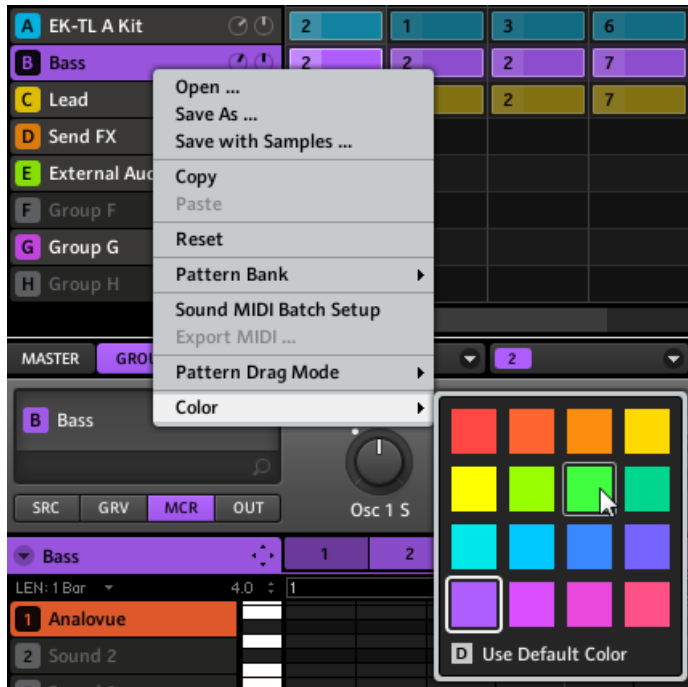 A EK-TL A Kit 2 1 3 6
B Bass 2 2 2 7
C Lead 2 7
D Send FX
E External Aud
F Group F
G Group G
H Group H
Open ...
Save As ...
Save with Samples ...
Copy
Paste
Reset
Pattern Bank
Sound MIDI Batch Setup
Export MIDI ...
Pattern Drag Mode
Color
MASTER GROU 2
B Bass
SRC GRV MCR OUT
Osc 1 S
D Use Default Color
Bass 1 2
LEN: 1 Bar 4.0 1
1 Analovue
2 Sound 2